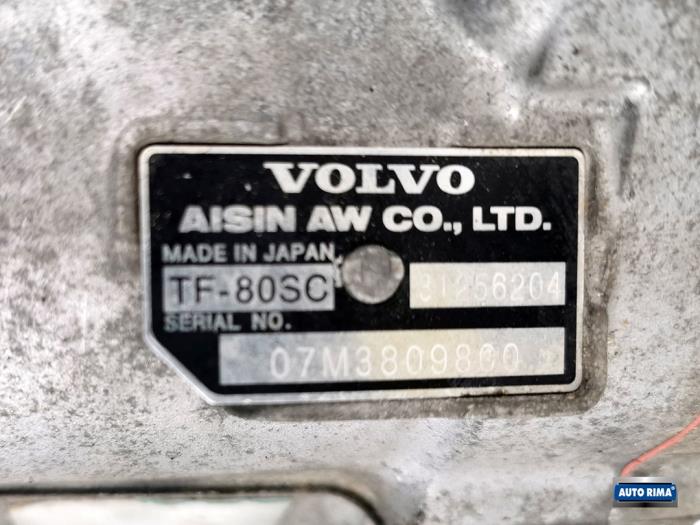 VOLVO
AISIN AW CO., LTD.
MADE IN JAPAN
TF-80SC 31256204
SERIAL NO.
07M3809800
AUTO RIMA